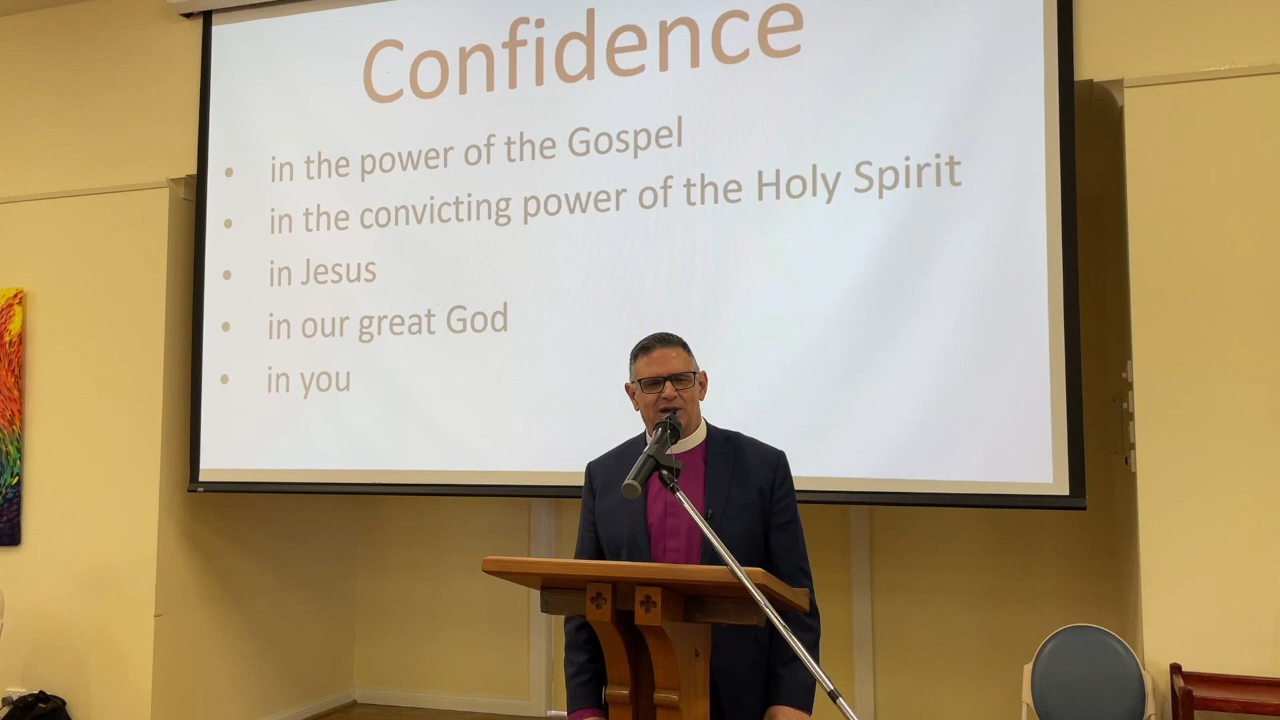 Confidence
• in the power of the Gospel
• in the convicting power of the Holy Spirit
• in Jesus
• in our great God
• in you